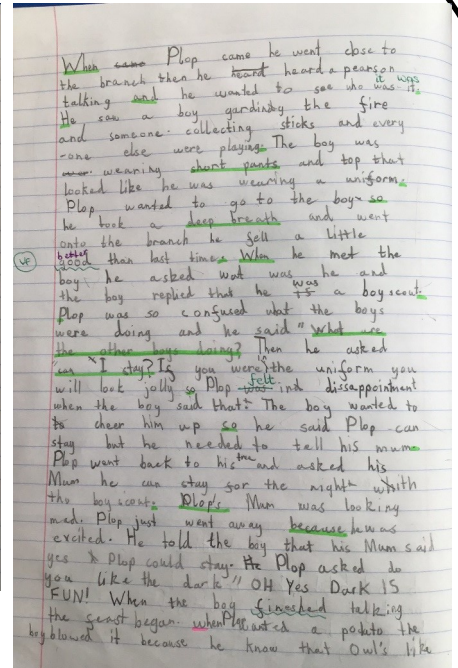 When came Plop came he went close to
the branch then he heard heard a pearson
talking and he wanted to see who was it. it was
He saw a boy gardindg the fire
and someone collecting sticks and every
-one else were playing. The boy was
wearing short pants and top that
looked like he was wearing a uniform.
Plop wanted to go to the boy so
he took a deep breath and went
onto the branch he fell a little
good better than last time. When he met the
boy he asked wat was he and
the boy replied that he is was a boy scout.
Plop was so confused what the boys
were doing and he said "What are
the other boys doing? Then he asked
"can I stay? If you were in the uniform you
will look jolly so Plop was felt in dissappointment
when the boy said that. The boy wanted to
to cheer him up so he said Plop can
stay but he needed to tell his mum.
Plop went back to his tree and asked his
Mum he can stay for the night with
the boy scout. Plop's Mum was looking
med. Plop just went away because he was
excited. He told the boy that his Mum said
yes Plop could stay. He Plop asked do
you like the dark" OH Yes DARK IS
FUN! When the boy finished talking
the feast began. when Plop wanted a potato the
boy blowed it because he know that Owl's like